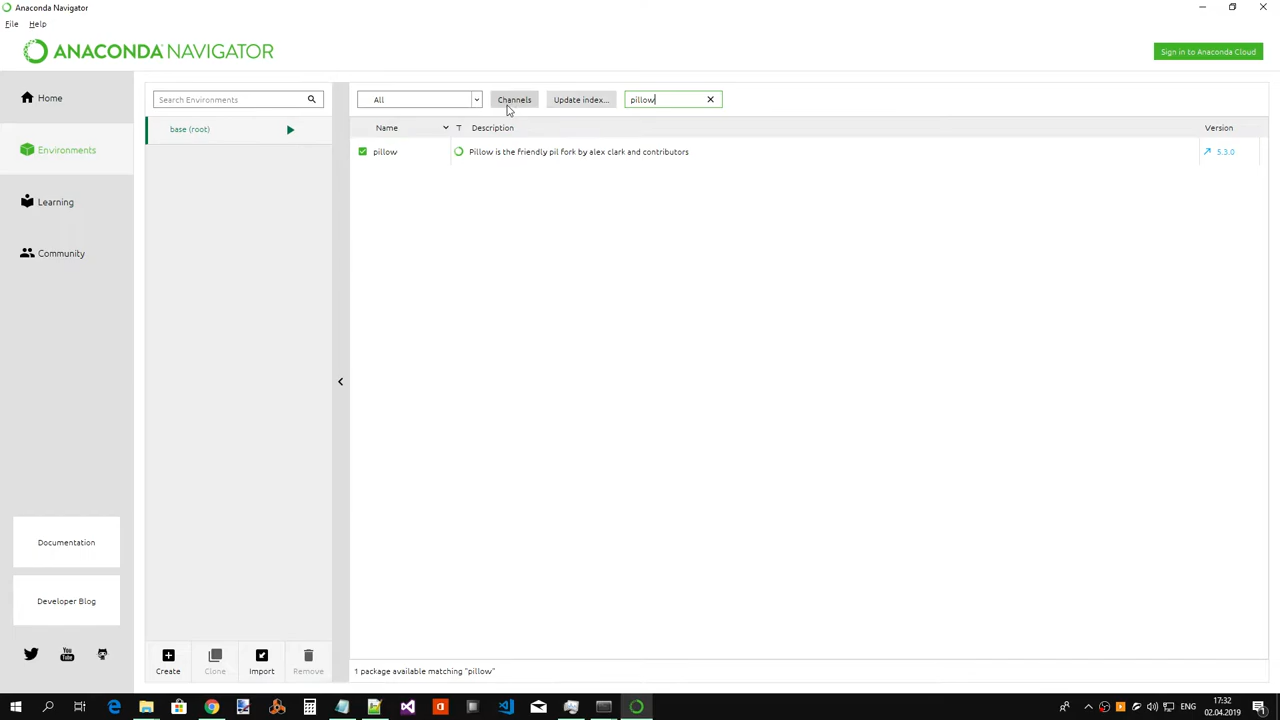 Anaconda Navigator
File Help
ANACONDA NAVIGATOR
Sign in to Anaconda Cloud
Home
Environments
Learning
Community
Documentation
Developer Blog
You Tube
Search Environments
base (root)
Create Clone Import Remove
All Channels Update index... pillow
Name T Description Version
pillow Pillow is the friendly pil fork by alex clark and contributors 5.3.0
1 package available matching "pillow"
ENG 17:32
02.04.2019
1